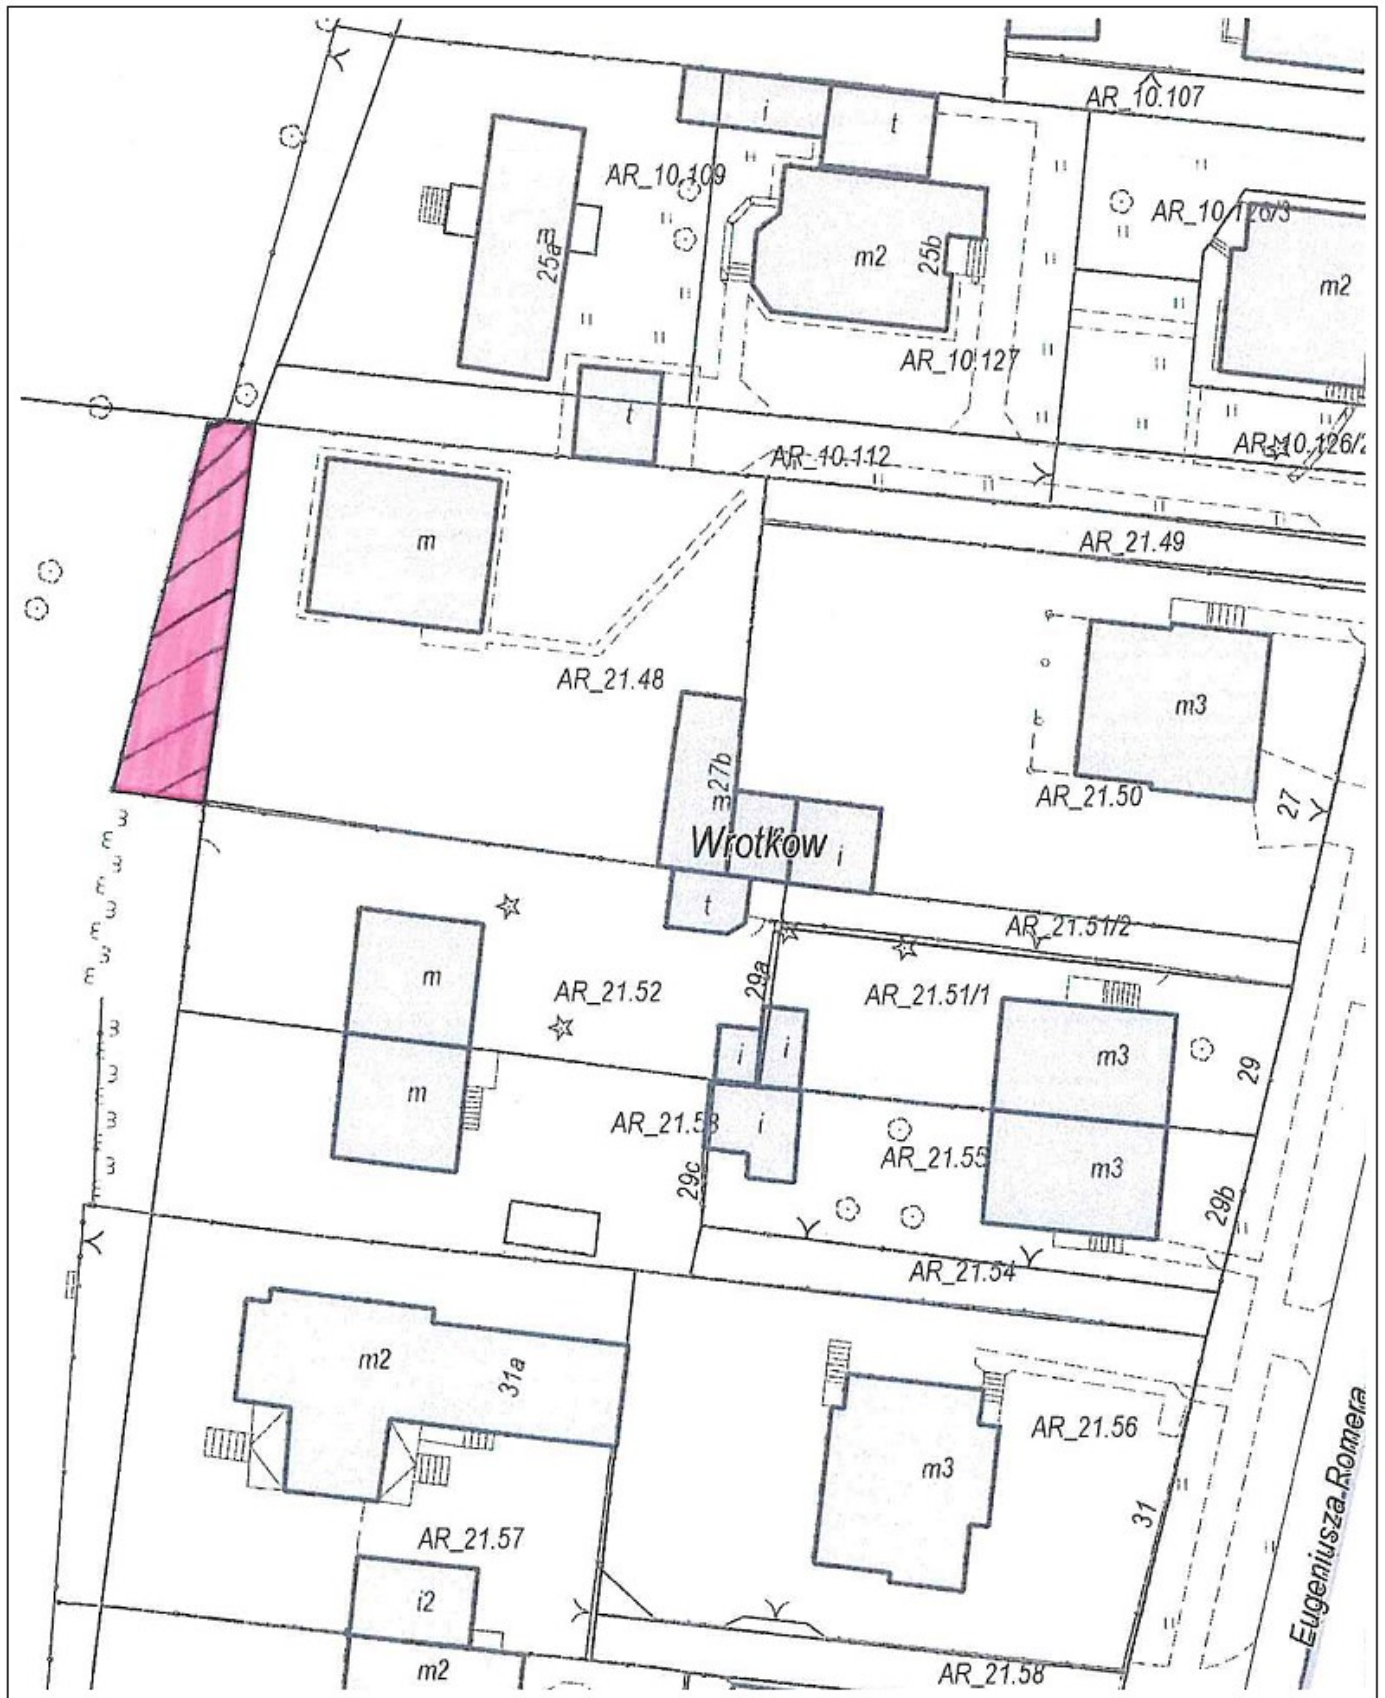 AR_10.107
i
t
AR_10.109
AR_10.126/3
m
25a
m2
25b
m2
AR_10.127
t
AR_10.112
AR_10.126/2
AR_21.49
m
AR_21.48
m3
27b
m
AR_21.50
27
Wrotków
i
t
AR_21.51/2
m
AR_21.52
29a
AR_21.51/1
i
i
m3
29
m
AR_21.53
i
AR_21.55
m3
29c
29b
AR_21.54
m2
31a
AR_21.56
m3
31
Eugeniusza Romera
AR_21.57
i2
m2
AR_21.58